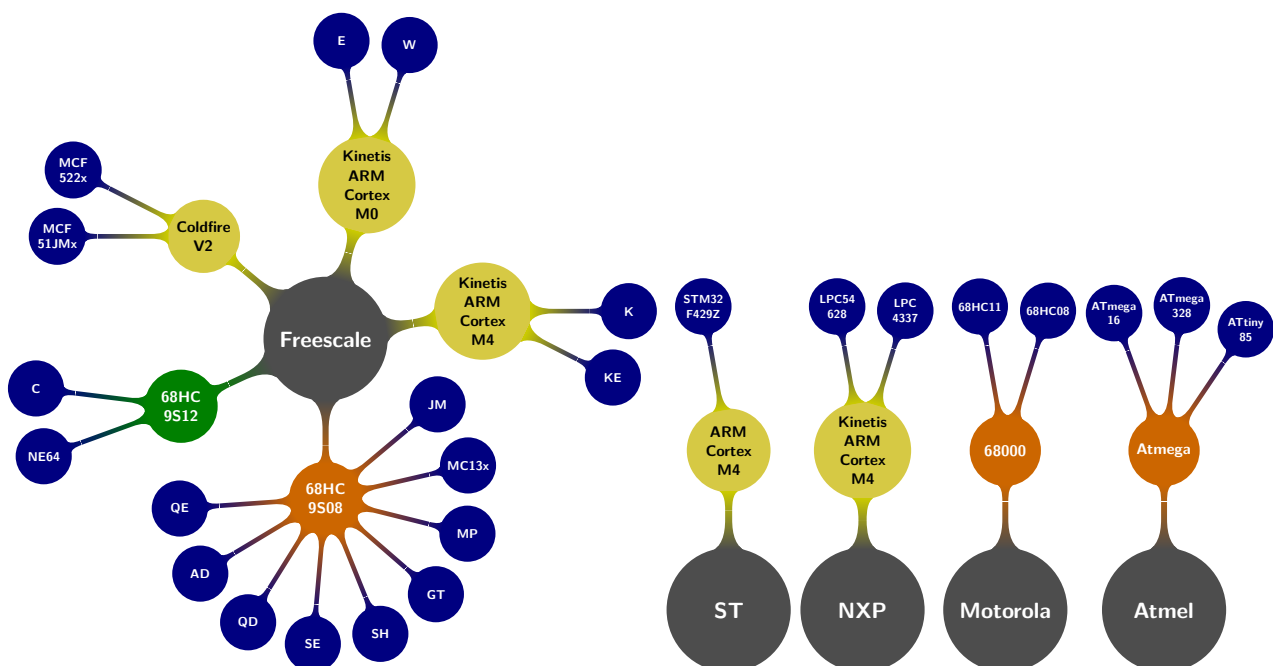 E
W
Kinetis
ARM
Cortex
M0
MCF
522x
MCF
51JMx
Coldfire
V2
Freescale
Kinetis
ARM
Cortex
M4
K
KE
C
NE64
68HC
9S12
68HC
9S08
JM
MC13x
MP
GT
SH
SE
QD
AD
QE
STM32
F429Z
ARM
Cortex
M4
ST
LPC54
628
LPC
4337
Kinetis
ARM
Cortex
M4
NXP
68HC11
68HC08
68000
Motorola
ATmega
16
ATmega
328
ATtiny
85
Atmega
Atmel